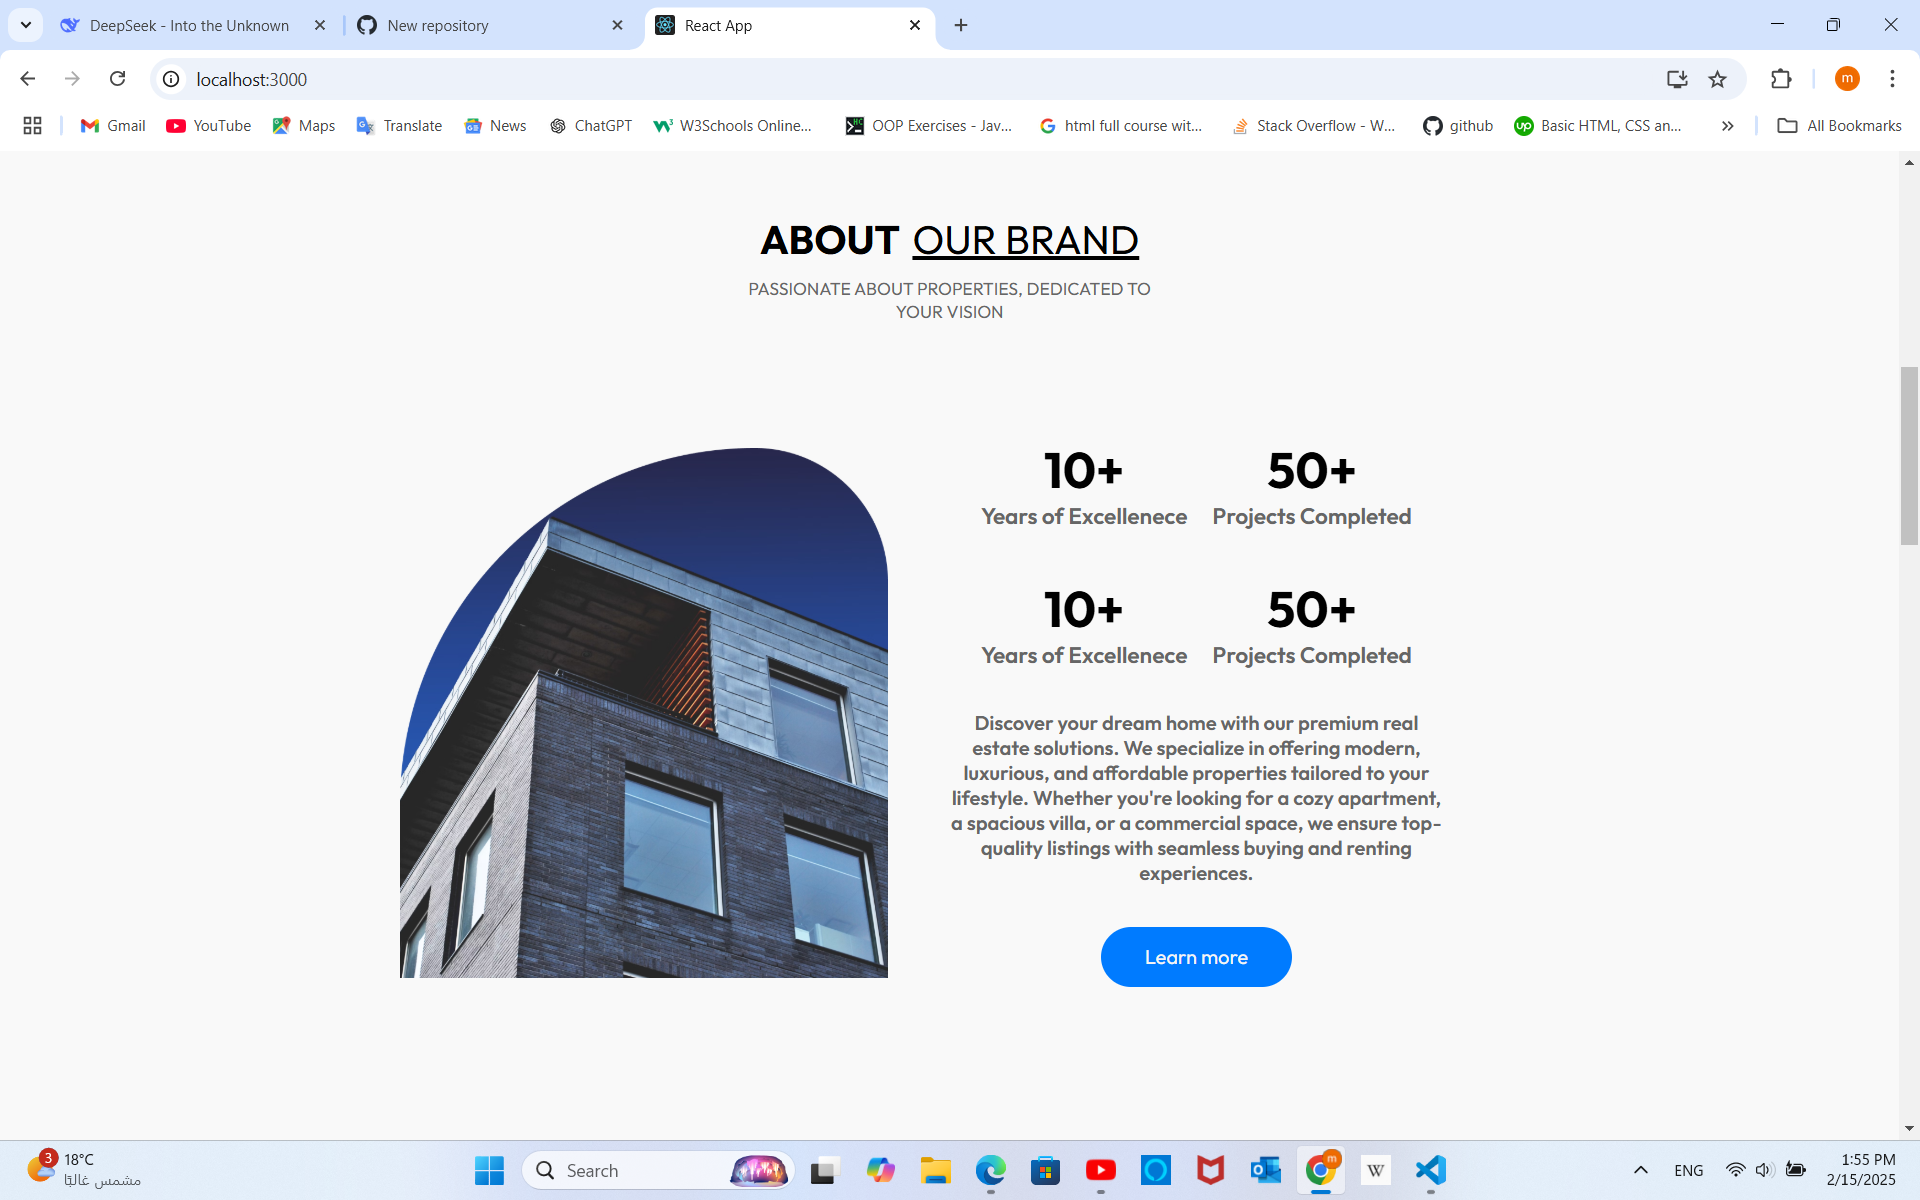 DeepSeek - Into the Unknown
New repository
React App
localhost:3000
m
Gmail
YouTube
Maps
Translate
News
ChatGPT
W3Schools Online...
OOP Exercises - Jav...
html full course wit...
Stack Overflow - W...
github
Basic HTML, CSS an...
All Bookmarks
ABOUT OUR BRAND
PASSIONATE ABOUT PROPERTIES, DEDICATED TO
YOUR VISION
10+ 50+
Years of Excellenece Projects Completed
10+ 50+
Years of Excellenece Projects Completed
Discover your dream home with our premium real
estate solutions. We specialize in offering modern,
luxurious, and affordable properties tailored to your
lifestyle. Whether you're looking for a cozy apartment,
a spacious villa, or a commercial space, we ensure top-
quality listings with seamless buying and renting
experiences.
Learn more
3
18°C
مشمس غالبًا
Search
m
W
ENG
1:55 PM
2/15/2025